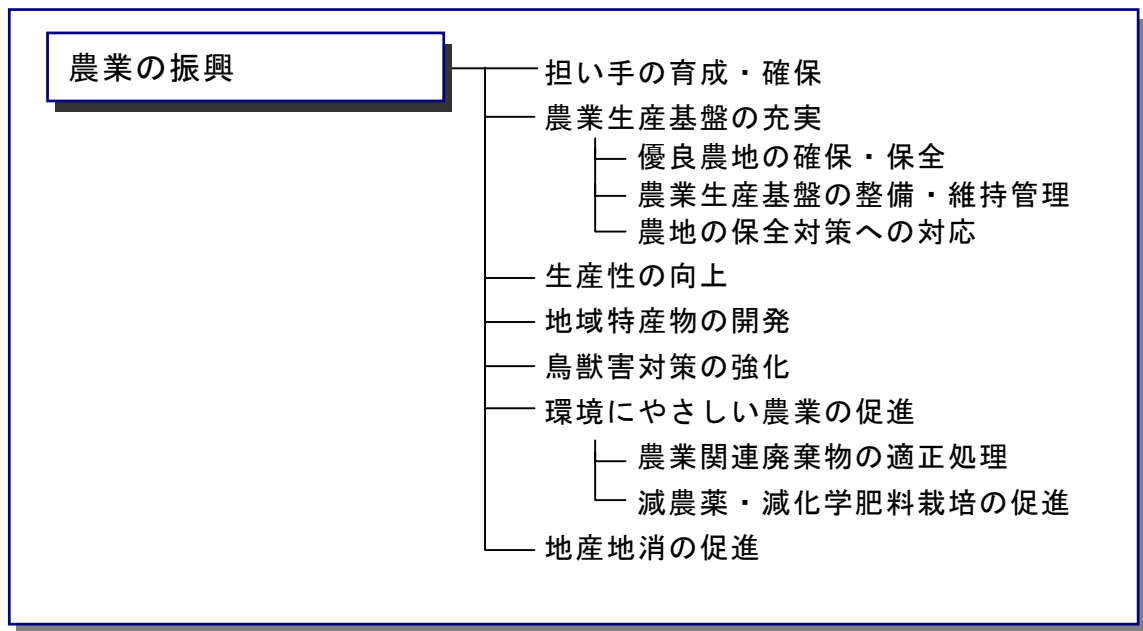 農業の振興
担い手の育成・確保
農業生産基盤の充実
優良農地の確保・保全
農業生産基盤の整備・維持管理
農地の保全対策への対応
生産性の向上
地域特産物の開発
鳥獣害対策の強化
環境にやさしい農業の促進
農業関連廃棄物の適正処理
減農薬・減化学肥料栽培の促進
地産地消の促進